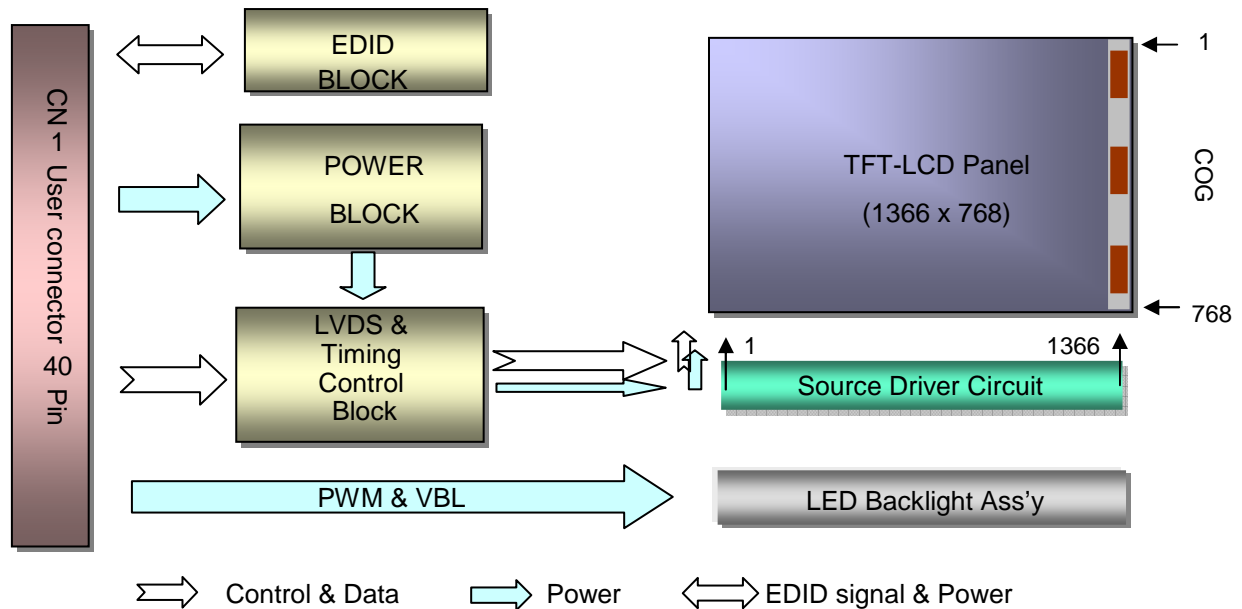 CN 1 User connector 40 Pin
EDID
BLOCK
POWER
BLOCK
LVDS &
Timing
Control
Block
PWM & VBL
TFT-LCD Panel
(1366 x 768)
1
COG
768
1
1366
Source Driver Circuit
LED Backlight Ass’y
Control & Data
Power
EDID signal & Power